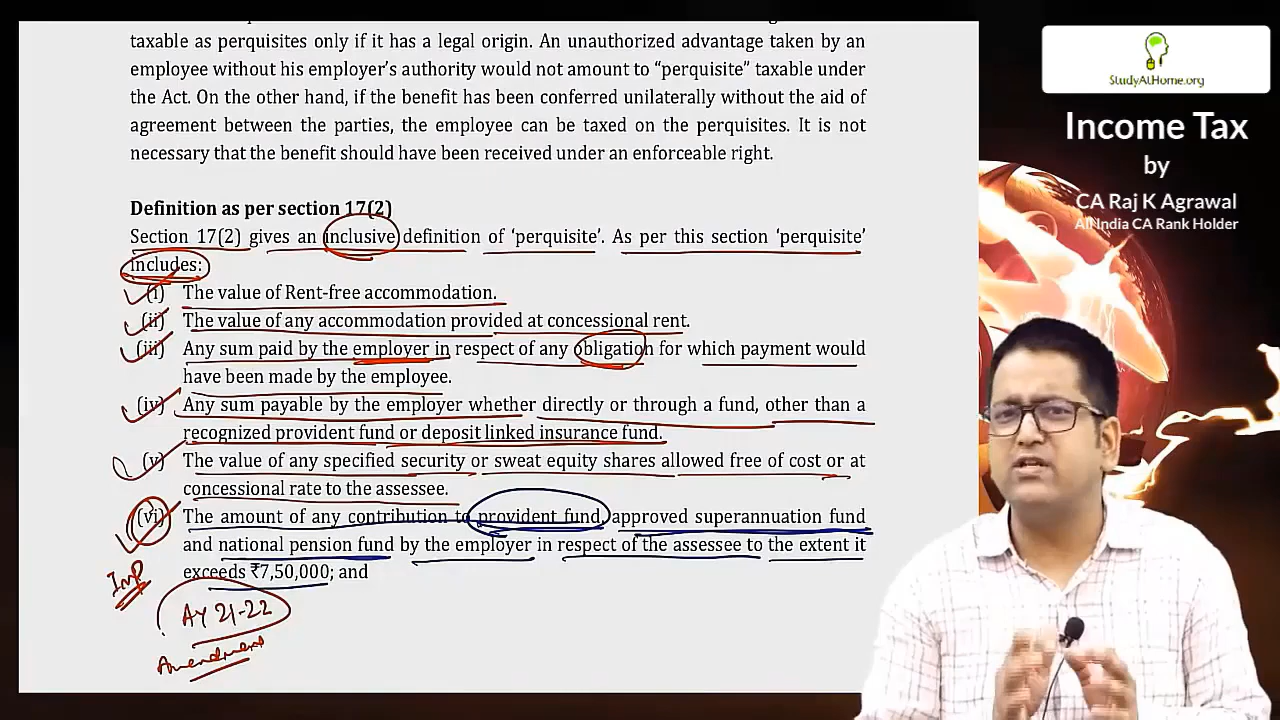 taxable as perquisites only if it has a legal origin. An unauthorized advantage taken by an
employee without his employer's authority would not amount to "perquisite" taxable under
the Act. On the other hand, if the benefit has been conferred unilaterally without the aid of
agreement between the parties, the employee can be taxed on the perquisites. It is not
necessary that the benefit should have been received under an enforceable right.
Definition as per section 17(2)
Section 17(2) gives an inclusive definition of 'perquisite'. As per this section 'perquisite'
includes:
(i) The value of Rent-free accommodation.
(ii) The value of any accommodation provided at concessional rent.
(iii) Any sum paid by the employer in respect of any obligation for which payment would
have been made by the employee.
(iv) Any sum payable by the employer whether directly or through a fund, other than a
recognized provident fund or deposit linked insurance fund.
(v) The value of any specified security or sweat equity shares allowed free of cost or at
concessional rate to the assessee.
(vi) The amount of any contribution to provident fund approved superannuation fund
and national pension fund by the employer in respect of the assessee to the extent it
exceeds ₹7,50,000; and
Imp
AY 21-22
Amendment
StudyAtHome.org
Income Tax
by
CA Raj K Agrawal
All India CA Rank Holder